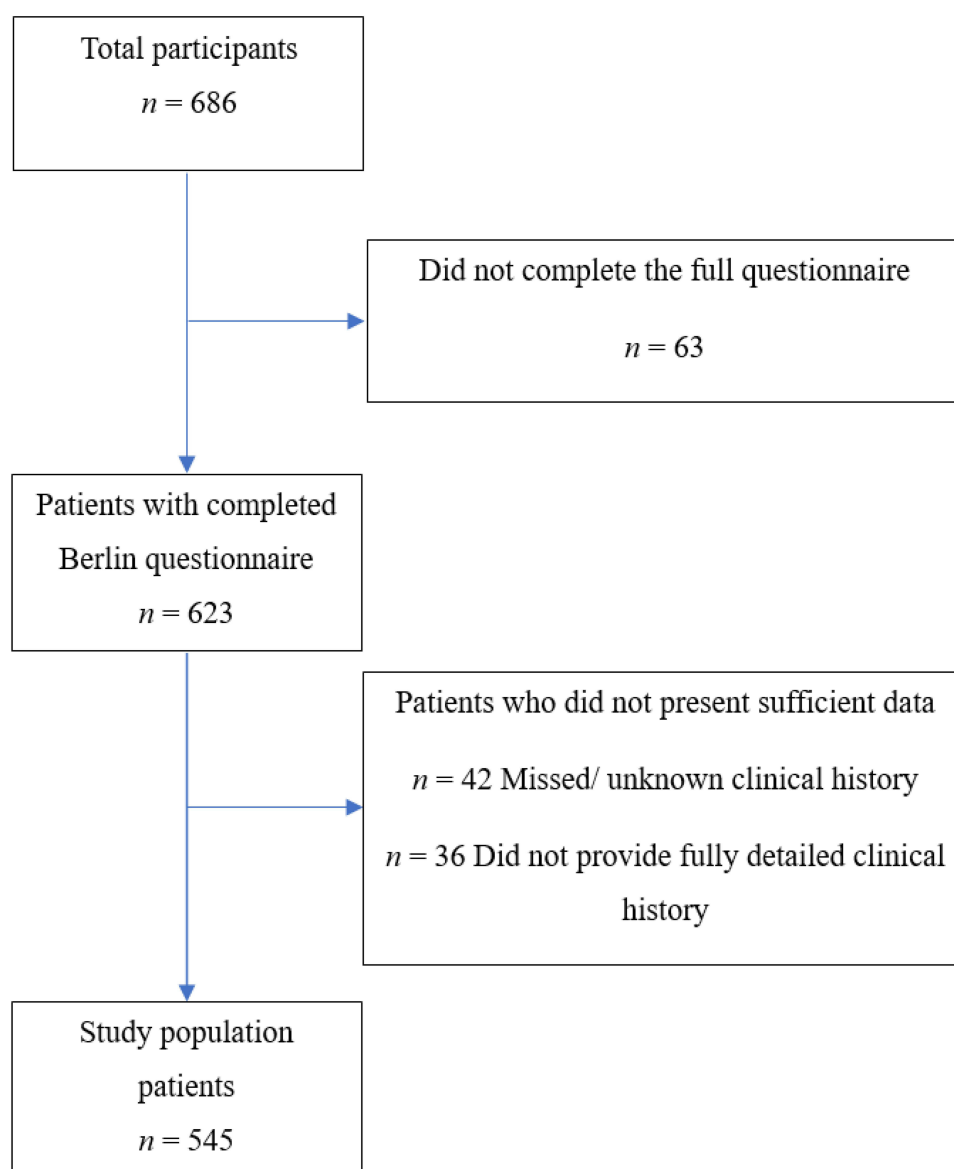 Total participants
n = 686
Did not complete the full questionnaire
n = 63
Patients with completed
Berlin questionnaire
n = 623
Patients who did not present sufficient data
n = 42 Missed/ unknown clinical history
n = 36 Did not provide fully detailed clinical
history
Study population
patients
n = 545